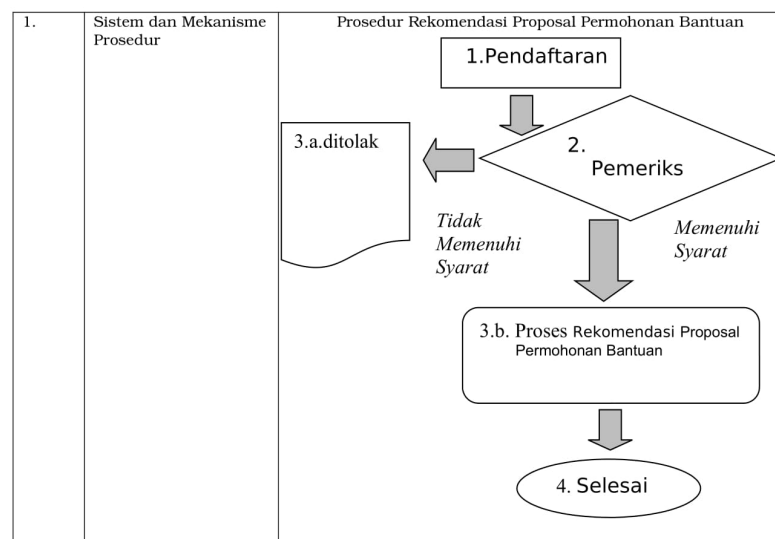 1.
Sistem dan Mekanisme
Prosedur
Prosedur Rekomendasi Proposal Permohonan Bantuan
1.Pendaftaran
2.
Pemeriks
3.a.ditolak
Tidak
Memenuhi
Syarat
Memenuhi
Syarat
3.b. Proses Rekomendasi Proposal
Permohonan Bantuan
4. Selesai